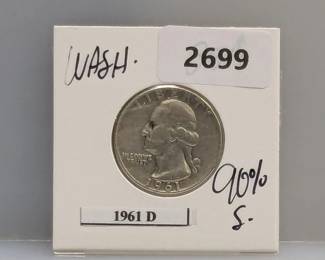 2699
WASH.
LIBERTY
IN GOD WE
TRUST
1961
90%
S.
1961 D